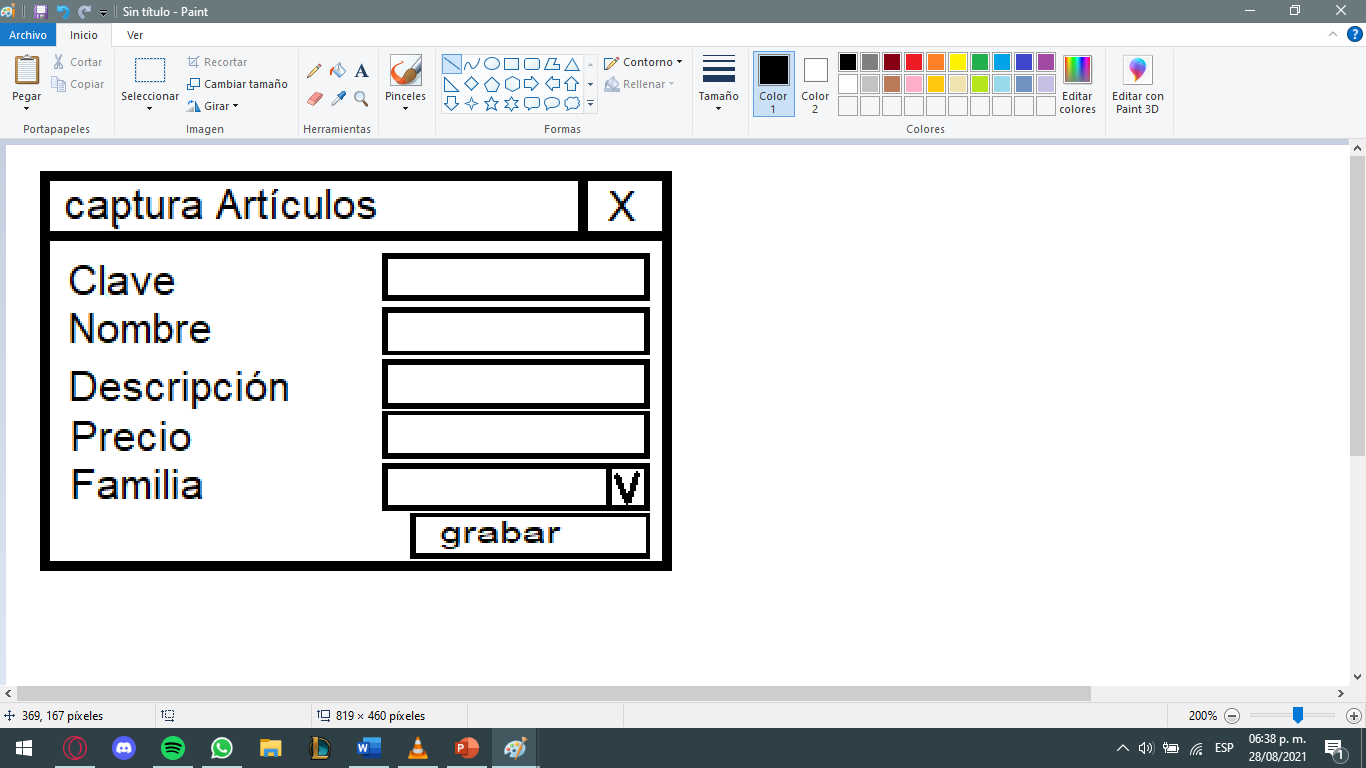 Sin título - Paint
Archivo Inicio Ver
Pegar
Cortar
Copiar
Portapapeles
Seleccionar
Recortar
Cambiar tamaño
Girar
Imagen
A
Herramientas
Pinceles
Contorno
Rellenar
Formas
Tamaño
Color 1
Color 2
Editar colores
Colores
Editar con Paint 3D
captura Artículos X
Clave
Nombre
Descripción
Precio
Familia V
grabar
369, 167 píxeles 819 × 460 píxeles 200%
ESP 06:38 p. m.
28/08/2021 1